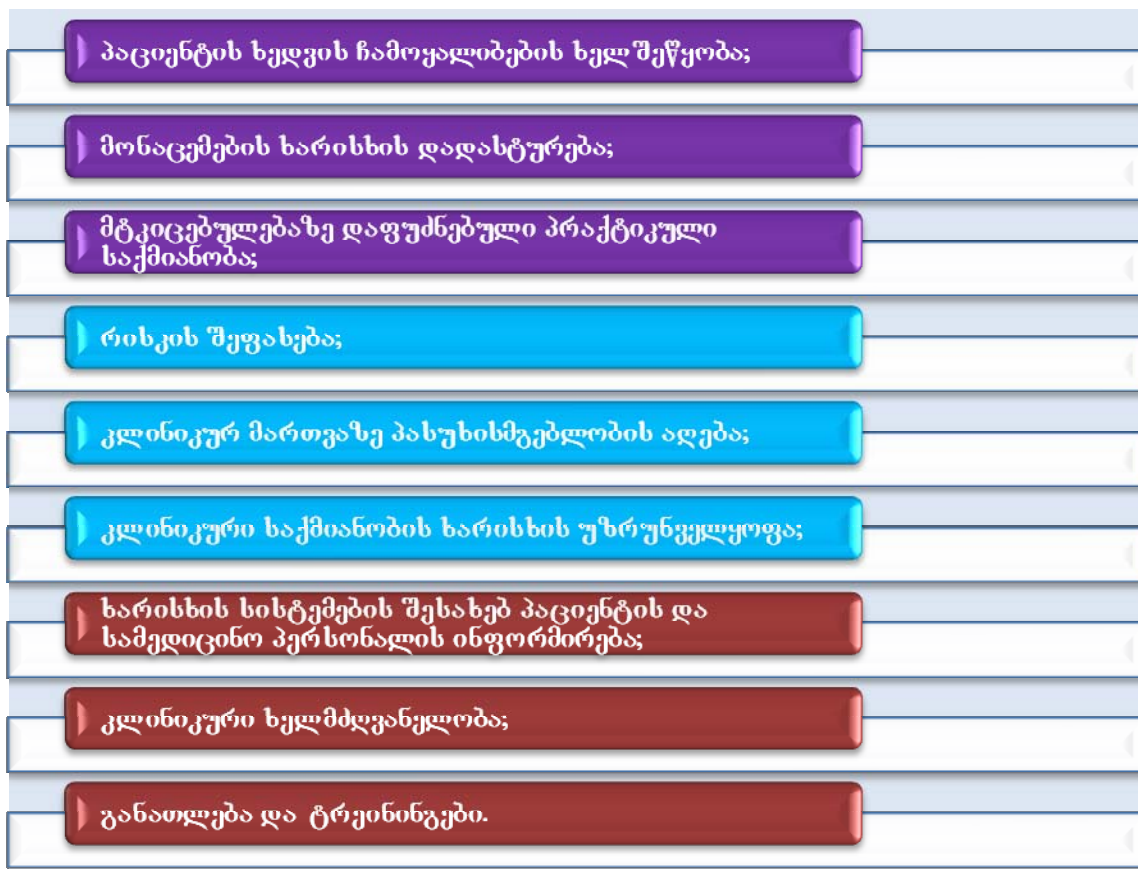 პაციენტის ხედვის ჩამოყალიბების ხელშეწყობა;
მონაცემების ხარისხის დადასტურება;
მტკიცებულებაზე დაფუძნებული პრაქტიკული
საქმიანობა;
რისკის შეფასება;
კლინიკურ მართვაზე პასუხისმგებლობის აღება;
კლინიკური საქმიანობის ხარისხის უზრუნველყოფა;
ხარისხის სისტემების შესახებ პაციენტის და
სამედიცინო პერსონალის ინფორმირება;
კლინიკური ხელმძღვანელობა;
განათლება და ტრეინინგები.